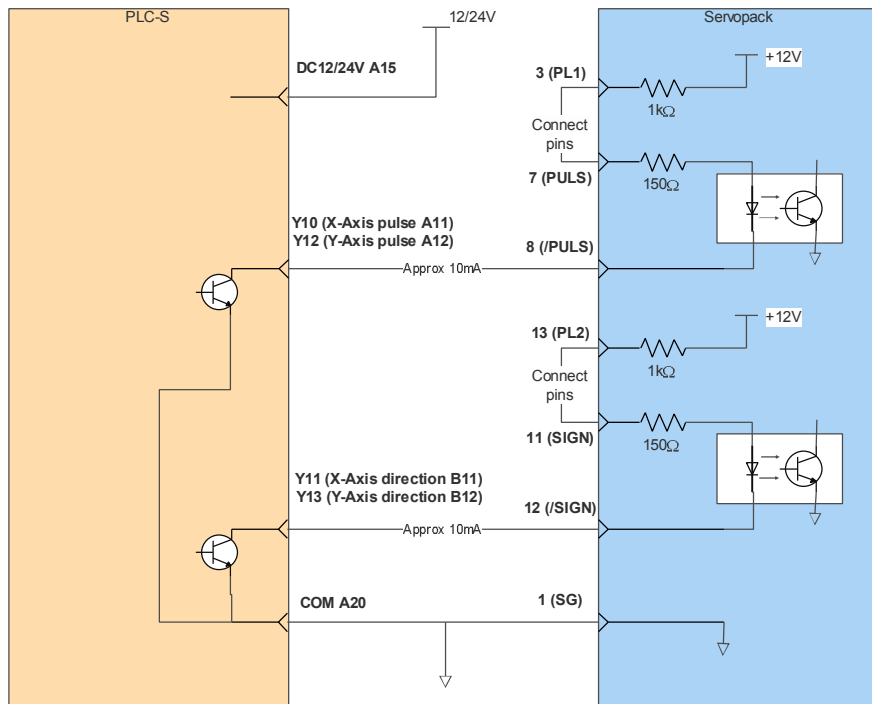 PLC-S
12/24V
Servopack
DC12/24V A15
3 (PL1)
+12V
1kΩ
Connect
pins
7 (PULS)
150Ω
Y10 (X-Axis pulse A11)
Y12 (Y-Axis pulse A12)
8 (/PULS)
Approx 10mA
13 (PL2)
+12V
1kΩ
Connect
pins
11 (SIGN)
150Ω
Y11 (X-Axis direction B11)
Y13 (Y-Axis direction B12)
12 (/SIGN)
Approx 10mA
COM A20
1 (SG)